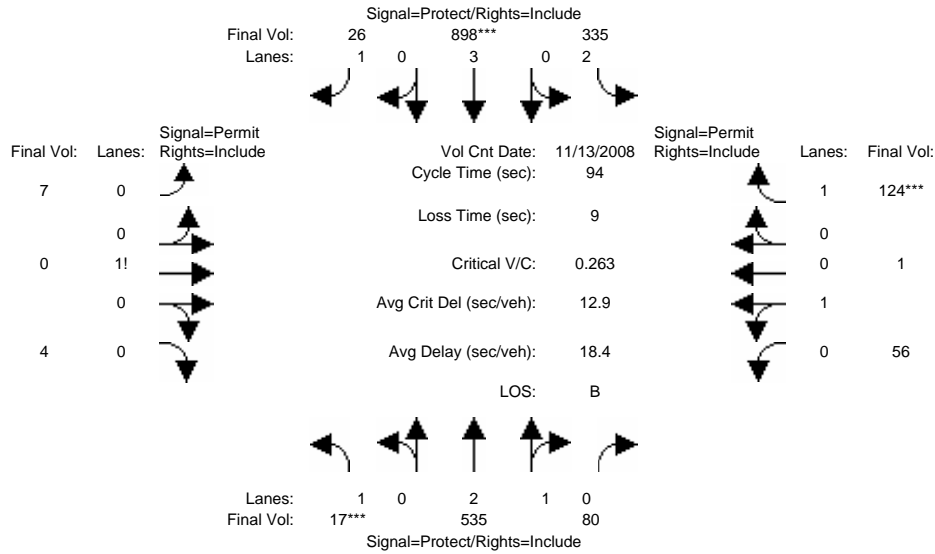 Signal=Protect/Rights=Include
Final Vol: 26 898*** 335
Lanes: 1 0 3 0 2
Signal=Permit Signal=Permit
Final Vol: Lanes: Rights=Include Vol Cnt Date: 11/13/2008 Rights=Include Lanes: Final Vol:
Cycle Time (sec): 94
7 0 1 124***
Loss Time (sec): 9
0 0
0 1! Critical V/C: 0.263 0 1
0 Avg Crit Del (sec/veh): 12.9 1
4 0 Avg Delay (sec/veh): 18.4 0 56
LOS: B
Lanes: 1 0 2 1 0
Final Vol: 17*** 535 80
Signal=Protect/Rights=Include